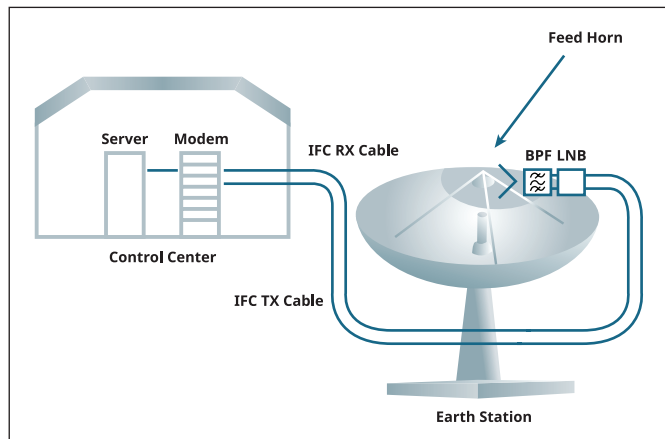 Feed Horn
Server Modem
IFC RX Cable
BPF LNB
Control Center
IFC TX Cable
Earth Station